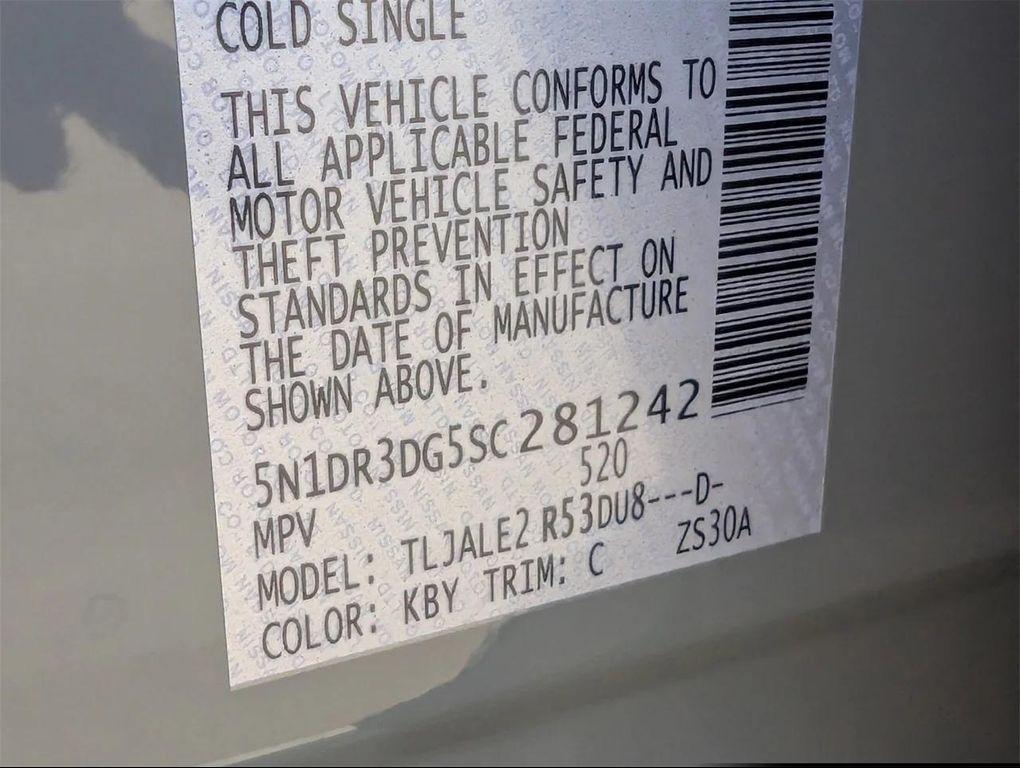 COLD SINGLE
THIS VEHICLE CONFORMS TO
ALL APPLICABLE FEDERAL
MOTOR VEHICLE SAFETY AND
THEFT PREVENTION
STANDARDS IN EFFECT ON
THE DATE OF MANUFACTURE
SHOWN ABOVE.
5N1DR3DG5SC281242
MPV 520
MODEL: TLJALE2 R53DU8---D-
COLOR: KBY TRIM: C ZS30A